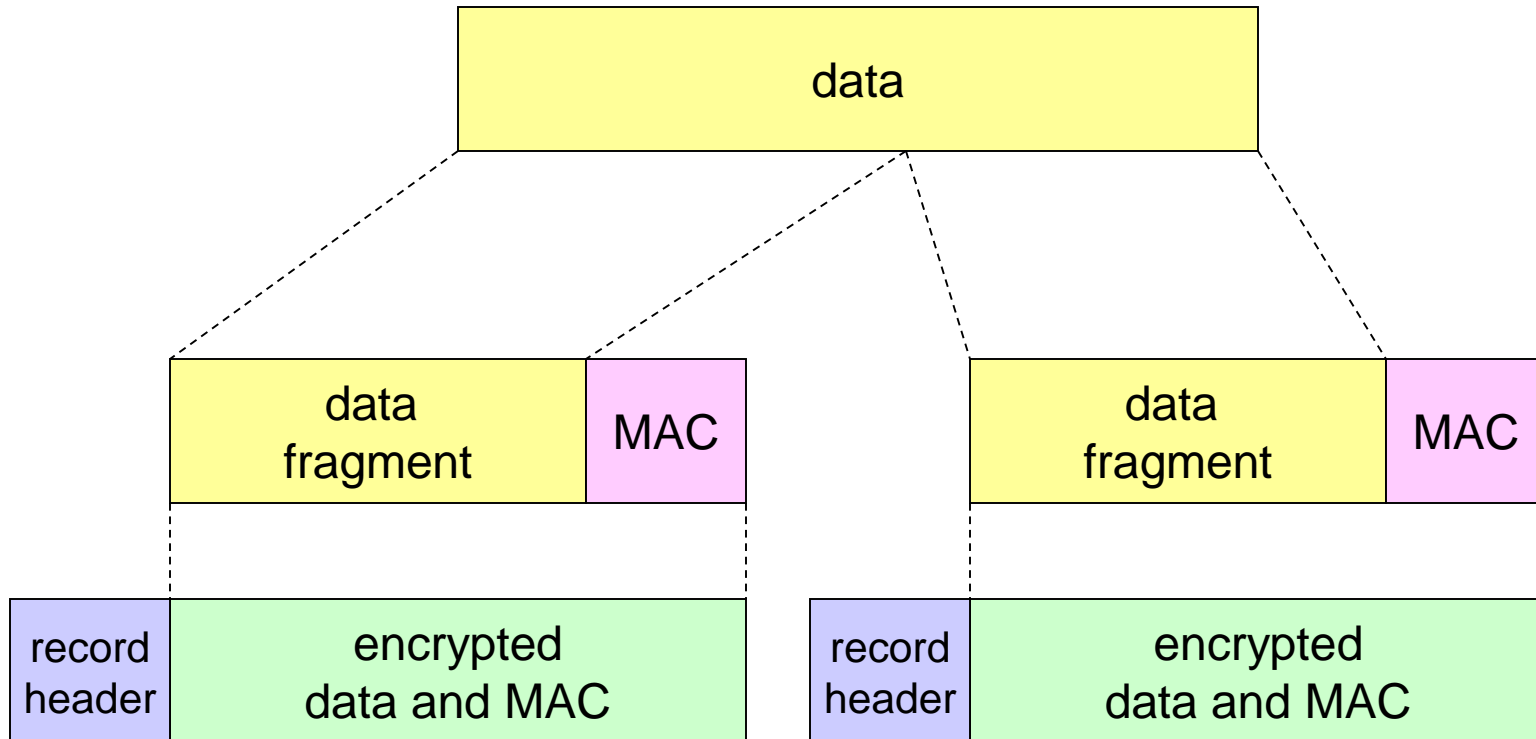 data
data
fragment
MAC
data
fragment
MAC
record
header
encrypted
data and MAC
record
header
encrypted
data and MAC